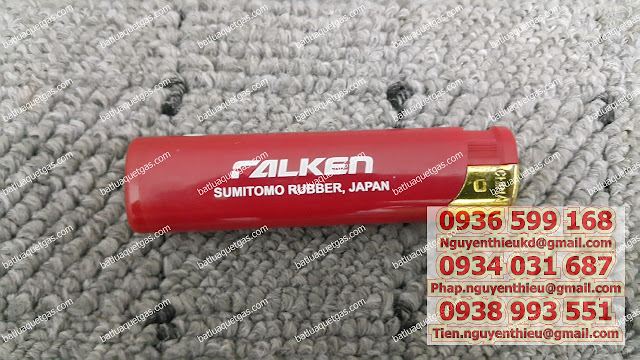 FALKEN
SUMITOMO RUBBER, JAPAN
0936 599 168
Nguyenthieukd@gmail.com
0934 031 687
Phap.nguyenthieu@gmail.com
0938 993 551
Tien.nguyenthieu@gmail.com
batluaquetgas.com